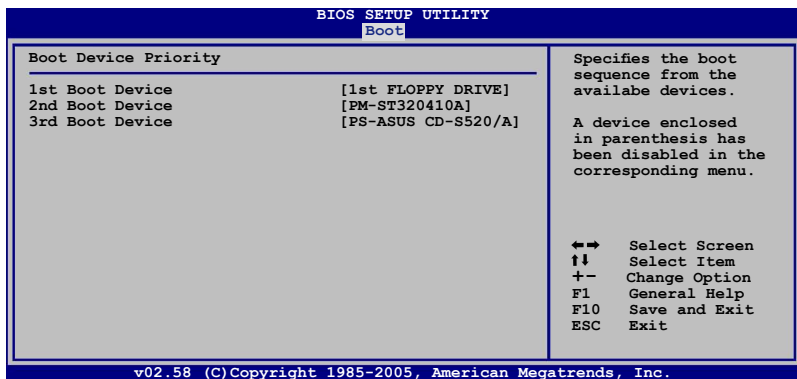 BIOS SETUP UTILITY
Boot
Boot Device Priority
1st Boot Device [1st FLOPPY DRIVE]
2nd Boot Device [PM-ST320410A]
3rd Boot Device [PS-ASUS CD-S520/A]
Specifies the boot
sequence from the
availabe devices.
A device enclosed
in parenthesis has
been disabled in the
corresponding menu.
←→ Select Screen
↑↓ Select Item
+- Change Option
F1 General Help
F10 Save and Exit
ESC Exit
v02.58 (C)Copyright 1985-2005, American Megatrends, Inc.